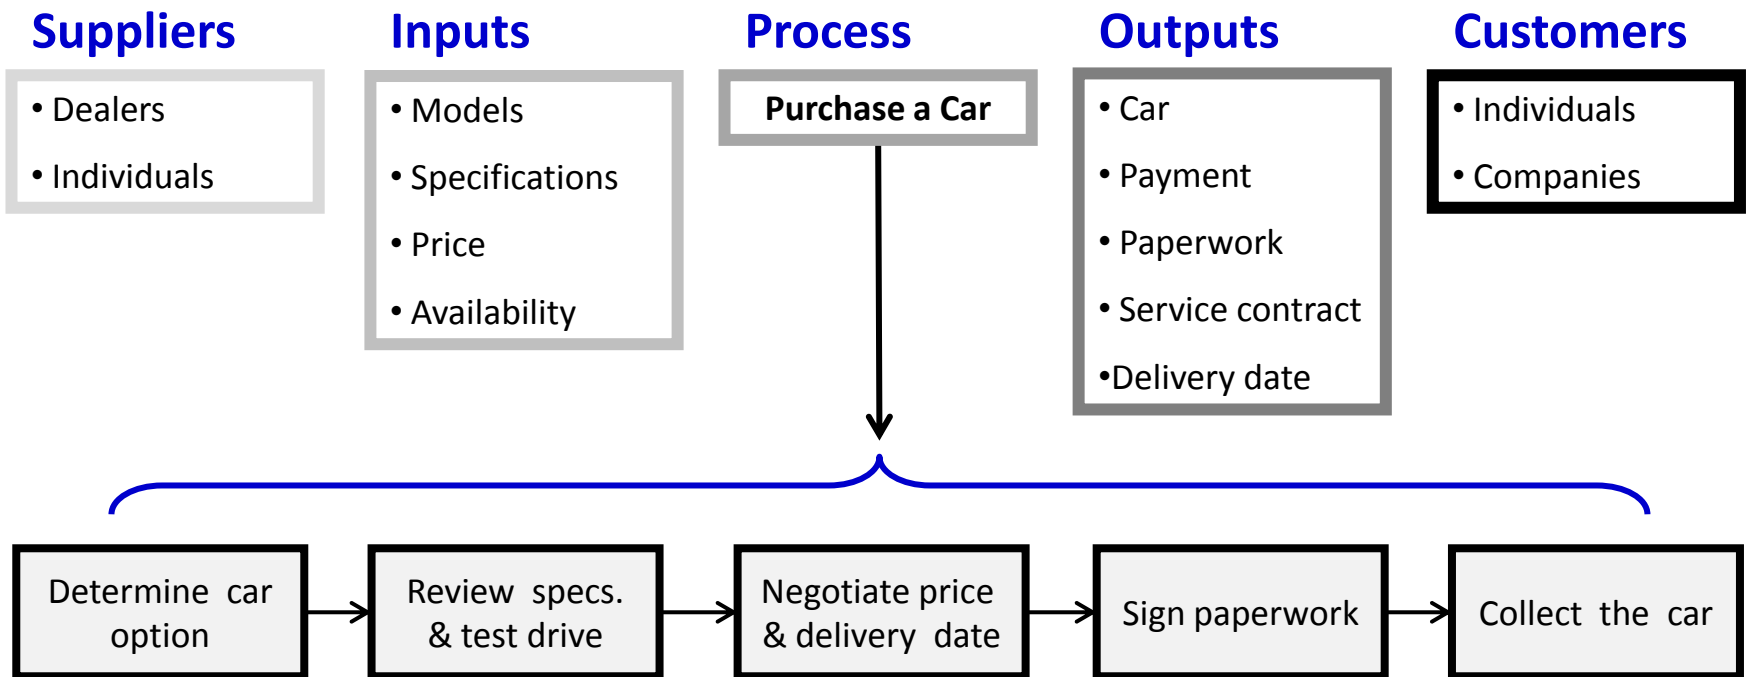 Suppliers
• Dealers
• Individuals
Inputs
• Models
• Specifications
• Price
• Availability
Process
Purchase a Car
Outputs
• Car
• Payment
• Paperwork
• Service contract
•Delivery date
Customers
• Individuals
• Companies
Determine car
option
Review specs.
& test drive
Negotiate price
& delivery date
Sign paperwork
Collect the car